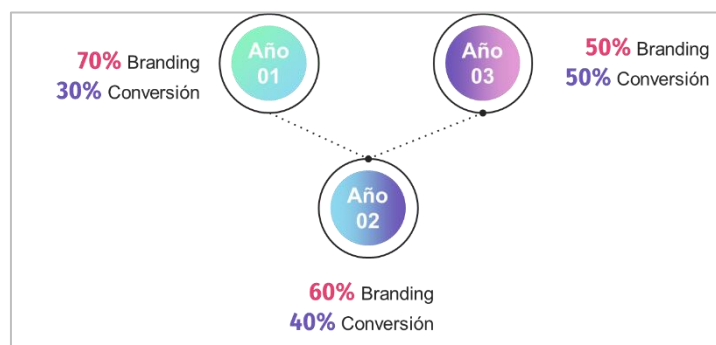 Año
01
70% Branding
30% Conversión
Año
02
60% Branding
40% Conversión
Año
03
50% Branding
50% Conversión